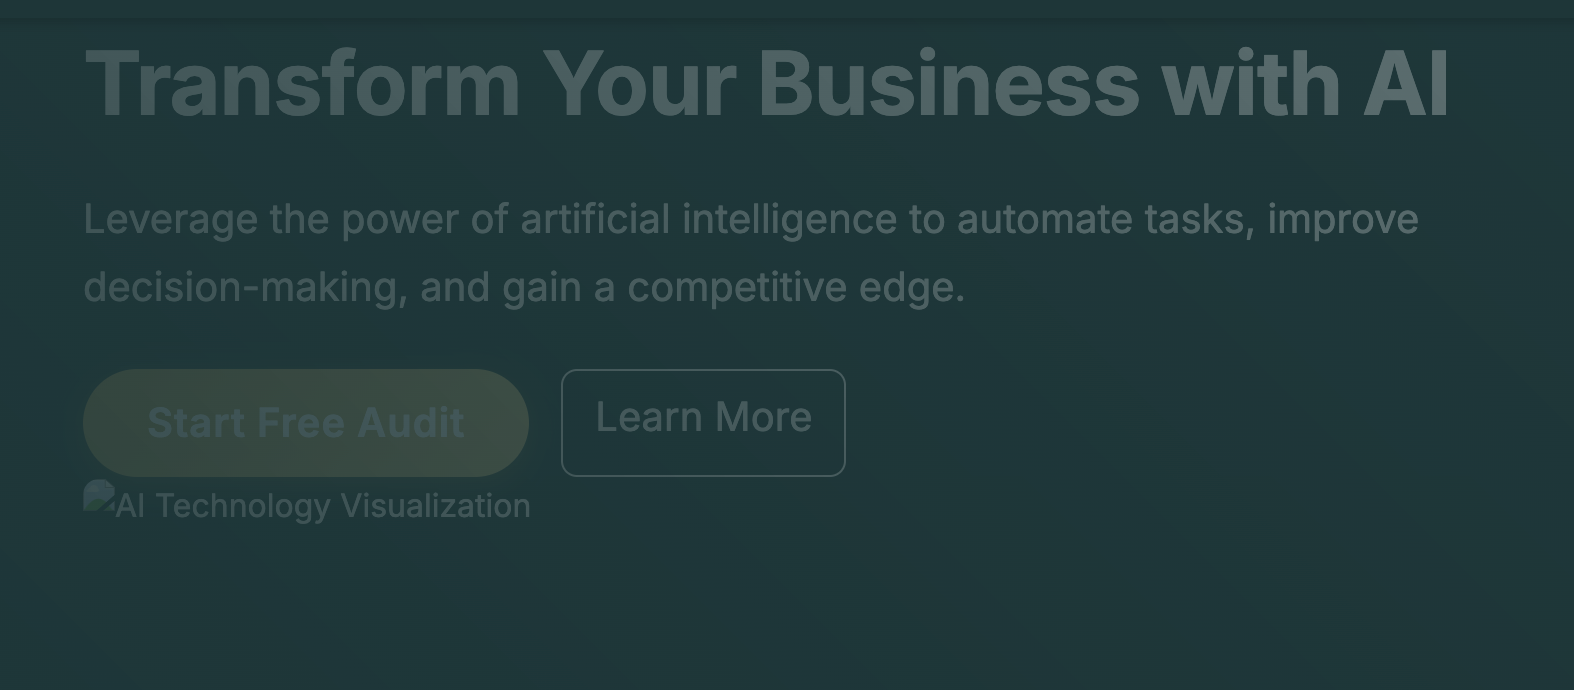 Transform Your Business with AI
Leverage the power of artificial intelligence to automate tasks, improve
decision-making, and gain a competitive edge.
Start Free Audit
Learn More
AI Technology Visualization